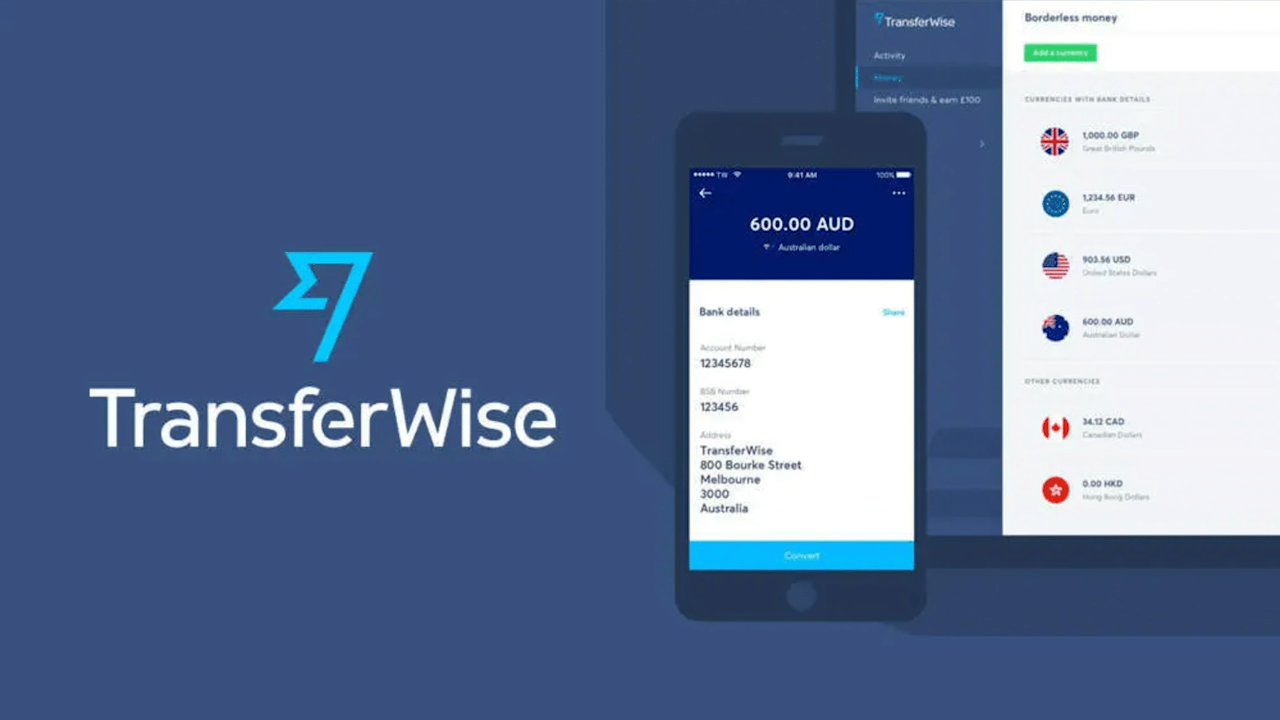 TransferWise
TransferWise
Activity
Money
Invite friends & earn £100
Borderless money
Add a currency
CURRENCIES WITH BANK DETAILS
1,000.00 GBP
Great British Pounds
1,234.56 EUR
Euro
903.56 USD
United States Dollars
600.00 AUD
Australian Dollar
OTHER CURRENCIES
34.12 CAD
Canadian Dollars
0.00 HKD
Hong Kong Dollars
TW
9:41 AM
100%
600.00 AUD
Australian dollar
Bank details
Share
Account Number
12345678
BSB Number
123456
Address
TransferWise
800 Bourke Street
Melbourne
3000
Australia
Convert